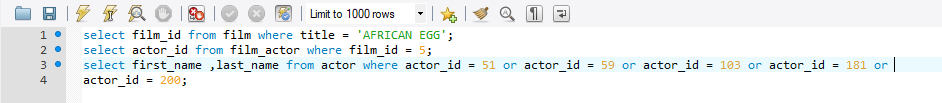 Limit to 1000 rows
1 select film_id from film where title = 'AFRICAN EGG';
2 select actor_id from film_actor where film_id = 5;
3 select first_name ,last_name from actor where actor_id = 51 or actor_id = 59 or actor_id = 103 or actor_id = 181 or
4 actor_id = 200;